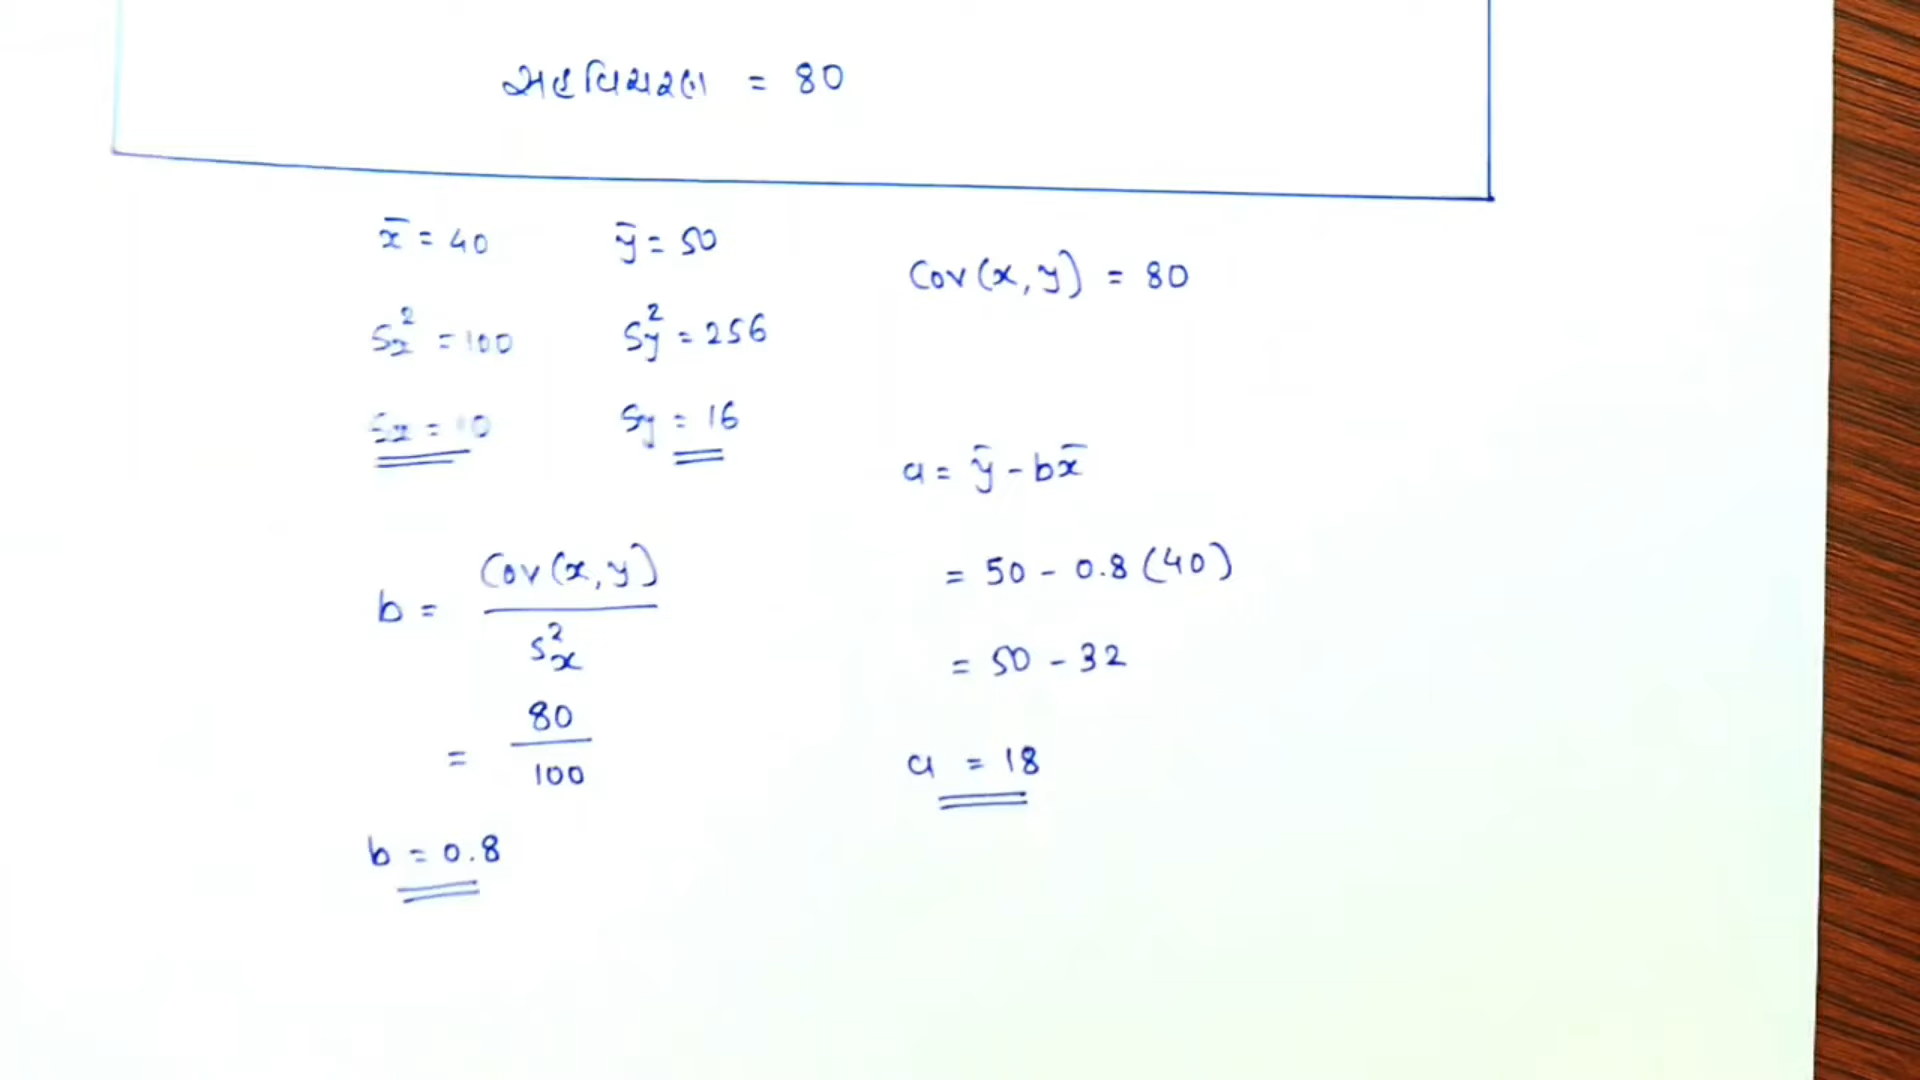 સહવિચરણ = 80
x̄ = 40
ȳ = 50
Cov(x, y) = 80
Sx² = 100
Sy² = 256
Sx = 10
Sy = 16
a = ȳ - bx̄
b = Cov(x, y) / Sx²
= 50 - 0.8 (40)
= 80 / 100
= 50 - 32
b = 0.8
a = 18